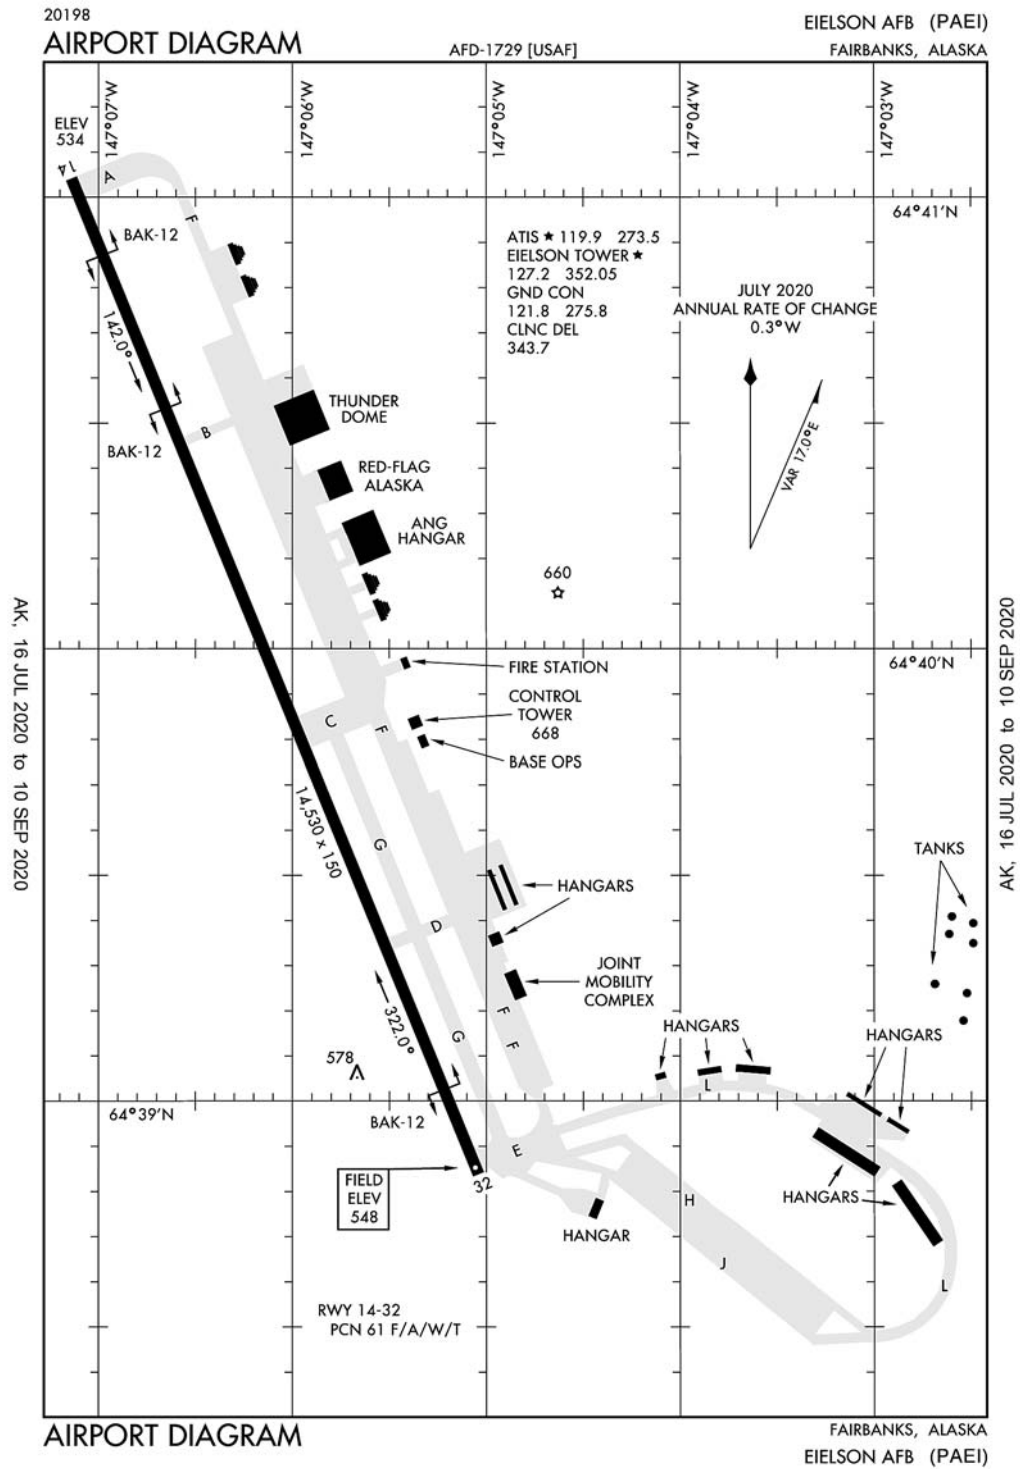 20198
AIRPORT DIAGRAM
AFD-1729 [USAF]
EIELSON AFB (PAEI)
FAIRBANKS, ALASKA
147°07'W
147°06'W
147°05'W
147°04'W
147°03'W
ELEV
534
14
A
F
64°41'N
BAK-12
ATIS ★ 119.9 273.5
EIELSON TOWER ★
127.2 352.05
GND CON
121.8 275.8
CLNC DEL
343.7
JULY 2020
ANNUAL RATE OF CHANGE
0.3°W
VAR 17.0°E
142.0°
BAK-12
B
THUNDER
DOME
RED-FLAG
ALASKA
ANG
HANGAR
660
AK, 16 JUL 2020 to 10 SEP 2020
AK, 16 JUL 2020 to 10 SEP 2020
64°40'N
FIRE STATION
CONTROL
TOWER
668
BASE OPS
C
F
14,530 x 150
G
HANGARS
TANKS
D
JOINT
MOBILITY
COMPLEX
F
F
322.0°
G
578
HANGARS
L
HANGARS
64°39'N
BAK-12
E
32
FIELD
ELEV
548
HANGAR
H
HANGARS
J
L
RWY 14-32
PCN 61 F/A/W/T
AIRPORT DIAGRAM
FAIRBANKS, ALASKA
EIELSON AFB (PAEI)